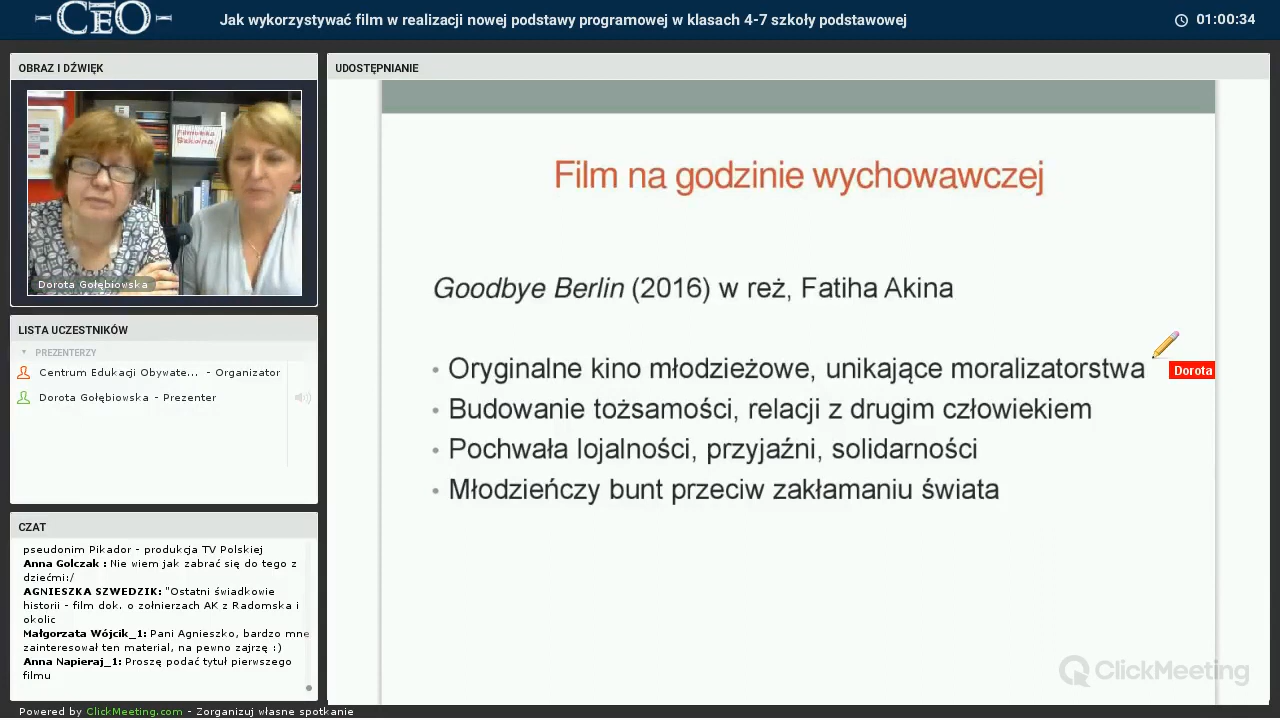 CEO
Jak wykorzystywać film w realizacji nowej podstawy programowej w klasach 4-7 szkoły podstawowej
01:00:34
OBRAZ I DŹWIĘK
Filmoteka
Szkolna
Dorota Gołębiowska
LISTA UCZESTNIKÓW
PREZENTERZY
Centrum Edukacji Obywate... - Organizator
Dorota Gołębiowska - Prezenter
CZAT
pseudonim Pikador - produkcja TV Polskiej
Anna Golczak : Nie wiem jak zabrać się do tego z
dziećmi:/
AGNIESZKA SZWEDZIK: "Ostatni świadkowie
historii - film dok. o zołnierzach AK z Radomska i
okolic
Małgorzata Wójcik_1: Pani Agnieszko, bardzo mne
zainteresował ten material, na pewno zajrzę :)
Anna Napieraj_1: Proszę podać tytuł pierwszego
filmu
Powered by ClickMeeting.com - Zorganizuj własne spotkanie
UDOSTĘPNIANIE
Film na godzinie wychowawczej
Goodbye Berlin (2016) w reż, Fatiha Akina
• Oryginalne kino młodzieżowe, unikające moralizatorstwa
Dorota
• Budowanie tożsamości, relacji z drugim człowiekiem
• Pochwała lojalności, przyjaźni, solidarności
• Młodzieńczy bunt przeciw zakłamaniu świata
ClickMeeting